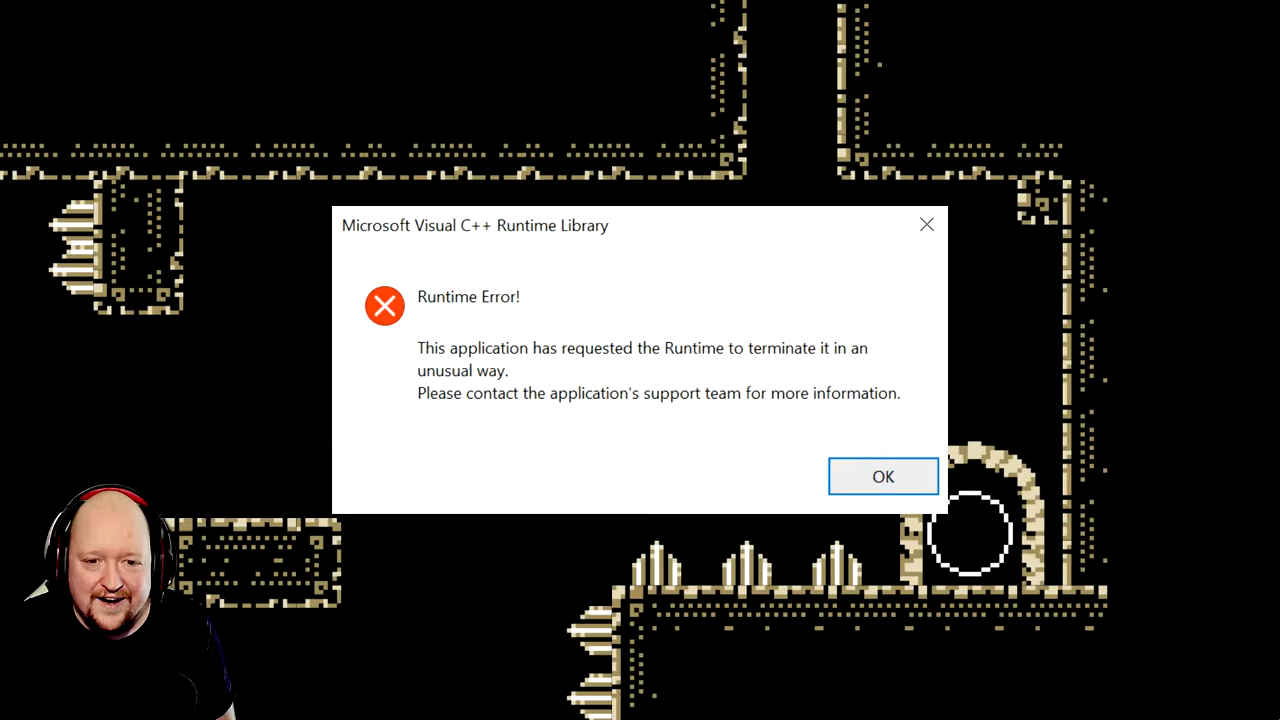 Microsoft Visual C++ Runtime Library
Runtime Error!
This application has requested the Runtime to terminate it in an
unusual way.
Please contact the application's support team for more information.
OK